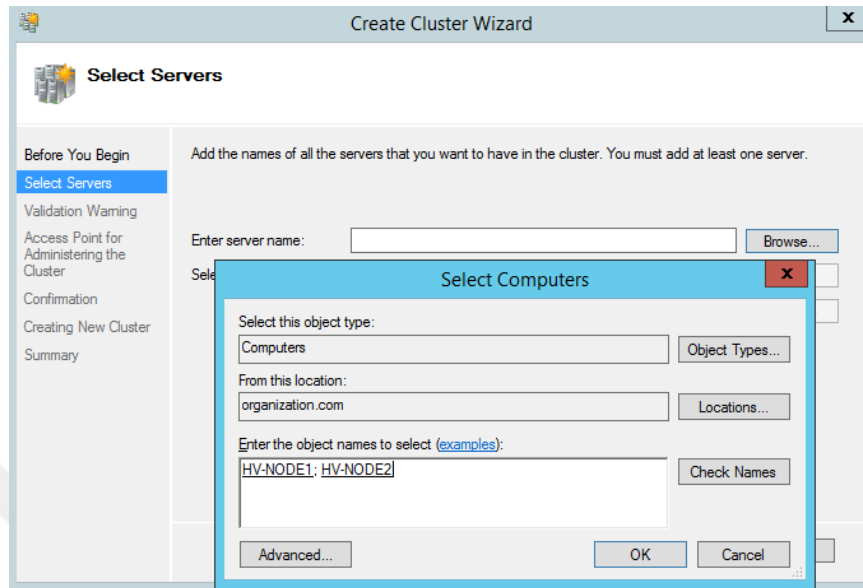 Create Cluster Wizard
x
Select Servers
Before You Begin
Select Servers
Validation Warning
Access Point for
Administering the
Cluster
Confirmation
Creating New Cluster
Summary
Add the names of all the servers that you want to have in the cluster. You must add at least one server.
Enter server name:
Browse...
Sele
Select Computers
x
Select this object type:
Computers
Object Types...
From this location:
organization.com
Locations...
Enter the object names to select (examples):
HV-NODE1; HV-NODE2
Check Names
Advanced...
OK
Cancel